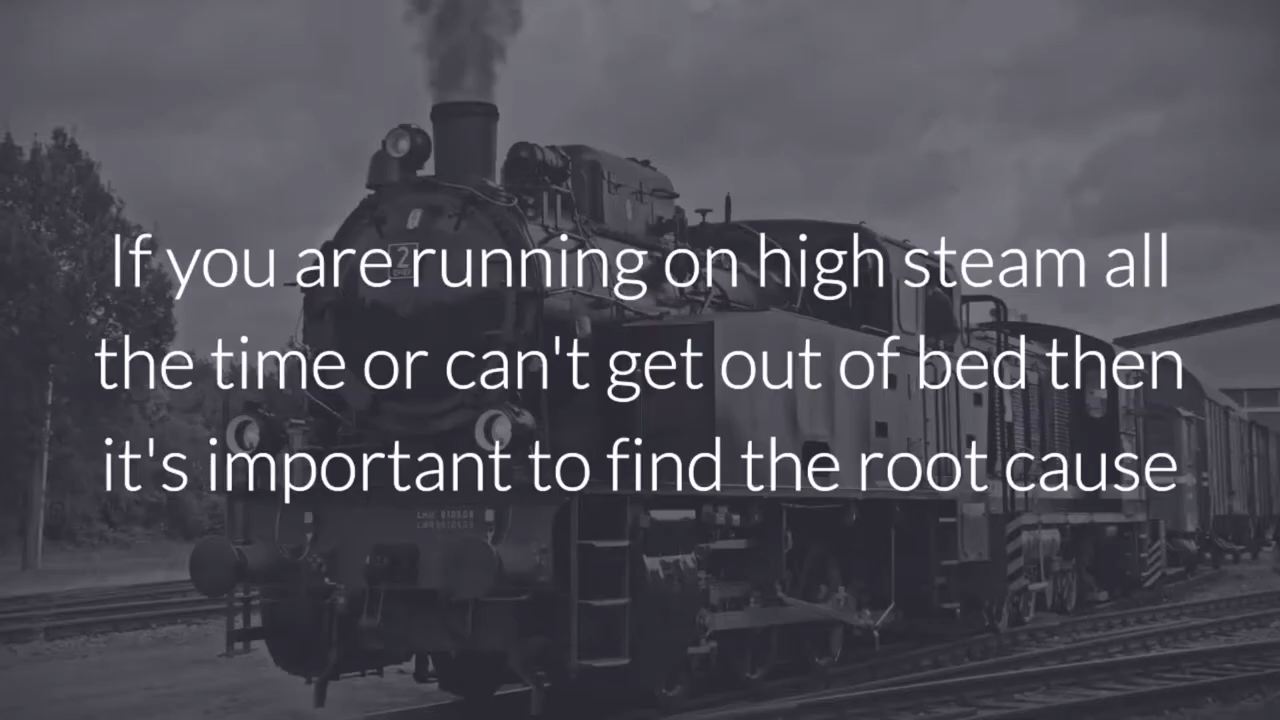 If you are running on high steam all
the time or can't get out of bed then
it's important to find the root cause
2